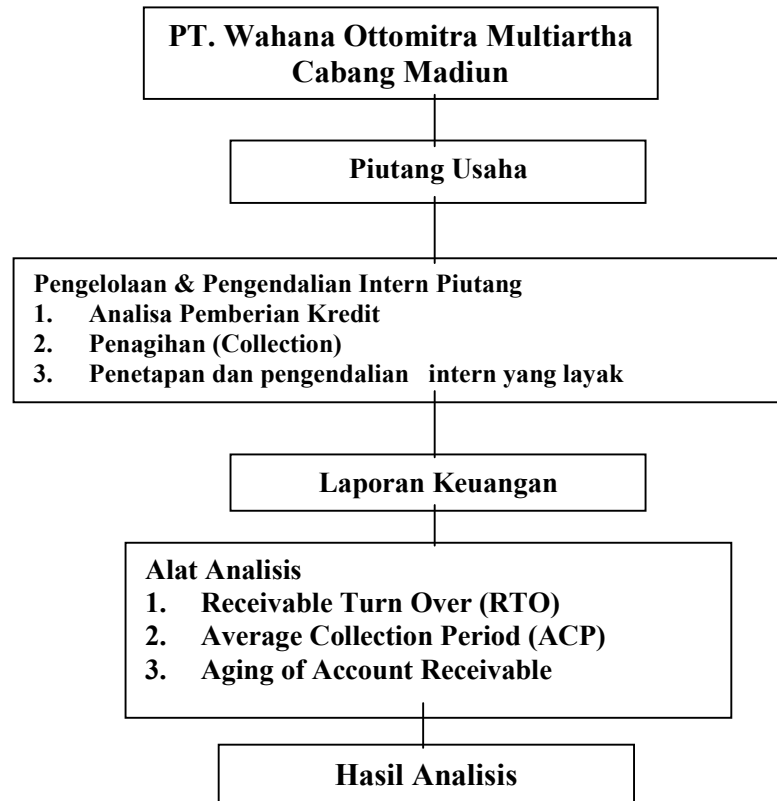 PT. Wahana Ottomitra Multiartha
Cabang Madiun
Piutang Usaha
Pengelolaan & Pengendalian Intern Piutang
1. Analisa Pemberian Kredit
2. Penagihan (Collection)
3. Penetapan dan pengendalian intern yang layak
Laporan Keuangan
Alat Analisis
1. Receivable Turn Over (RTO)
2. Average Collection Period (ACP)
3. Aging of Account Receivable
Hasil Analisis